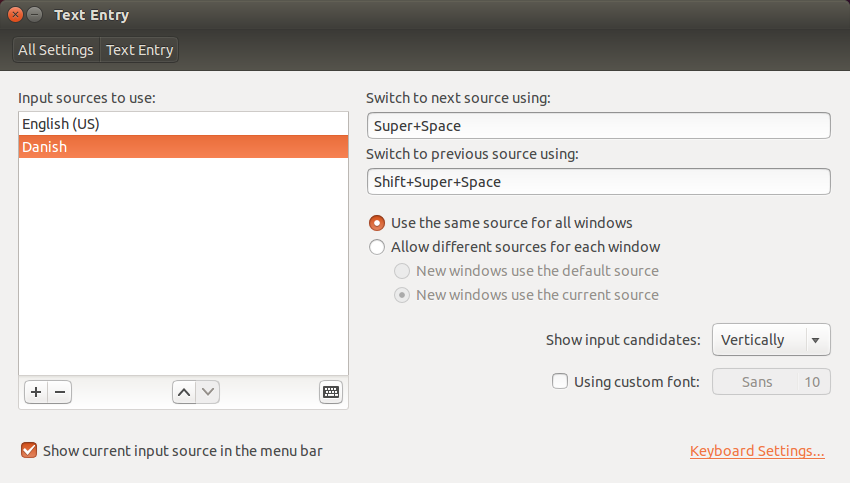 Text Entry
All Settings
Text Entry
Input sources to use:
English (US)
Danish
Switch to next source using:
Super+Space
Switch to previous source using:
Shift+Super+Space
Use the same source for all windows
Allow different sources for each window
New windows use the default source
New windows use the current source
Show input candidates: Vertically
Using custom font: Sans 10
Show current input source in the menu bar
Keyboard Settings...